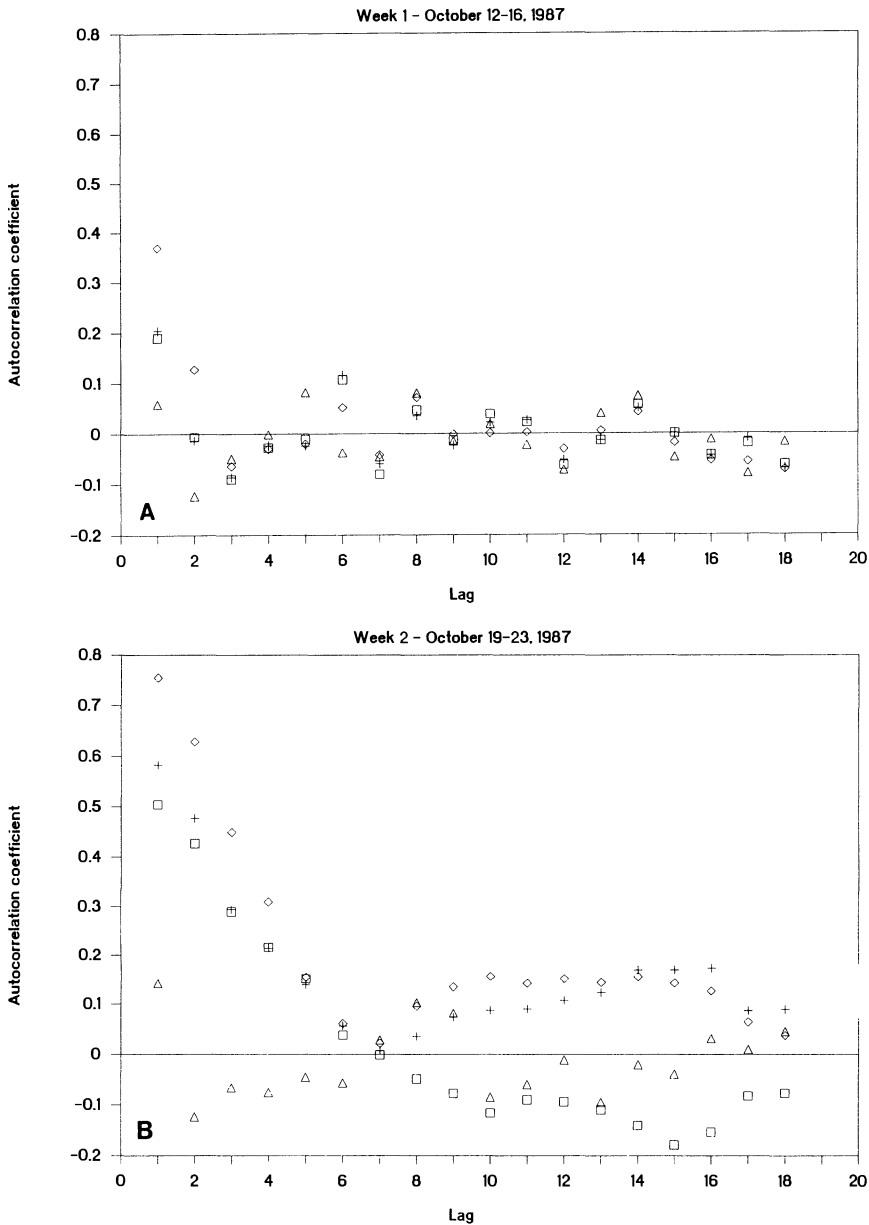 Week 1 - October 12-16, 1987
0.8
0.7
0.6
0.5
0.4
0.3
0.2
0.1
0
-0.1
-0.2
Autocorrelation coefficient
A
0 2 4 6 8 10 12 14 16 18 20
Lag
Week 2 - October 19-23, 1987
0.8
0.7
0.6
0.5
0.4
0.3
0.2
0.1
0
-0.1
-0.2
Autocorrelation coefficient
B
0 2 4 6 8 10 12 14 16 18 20
Lag